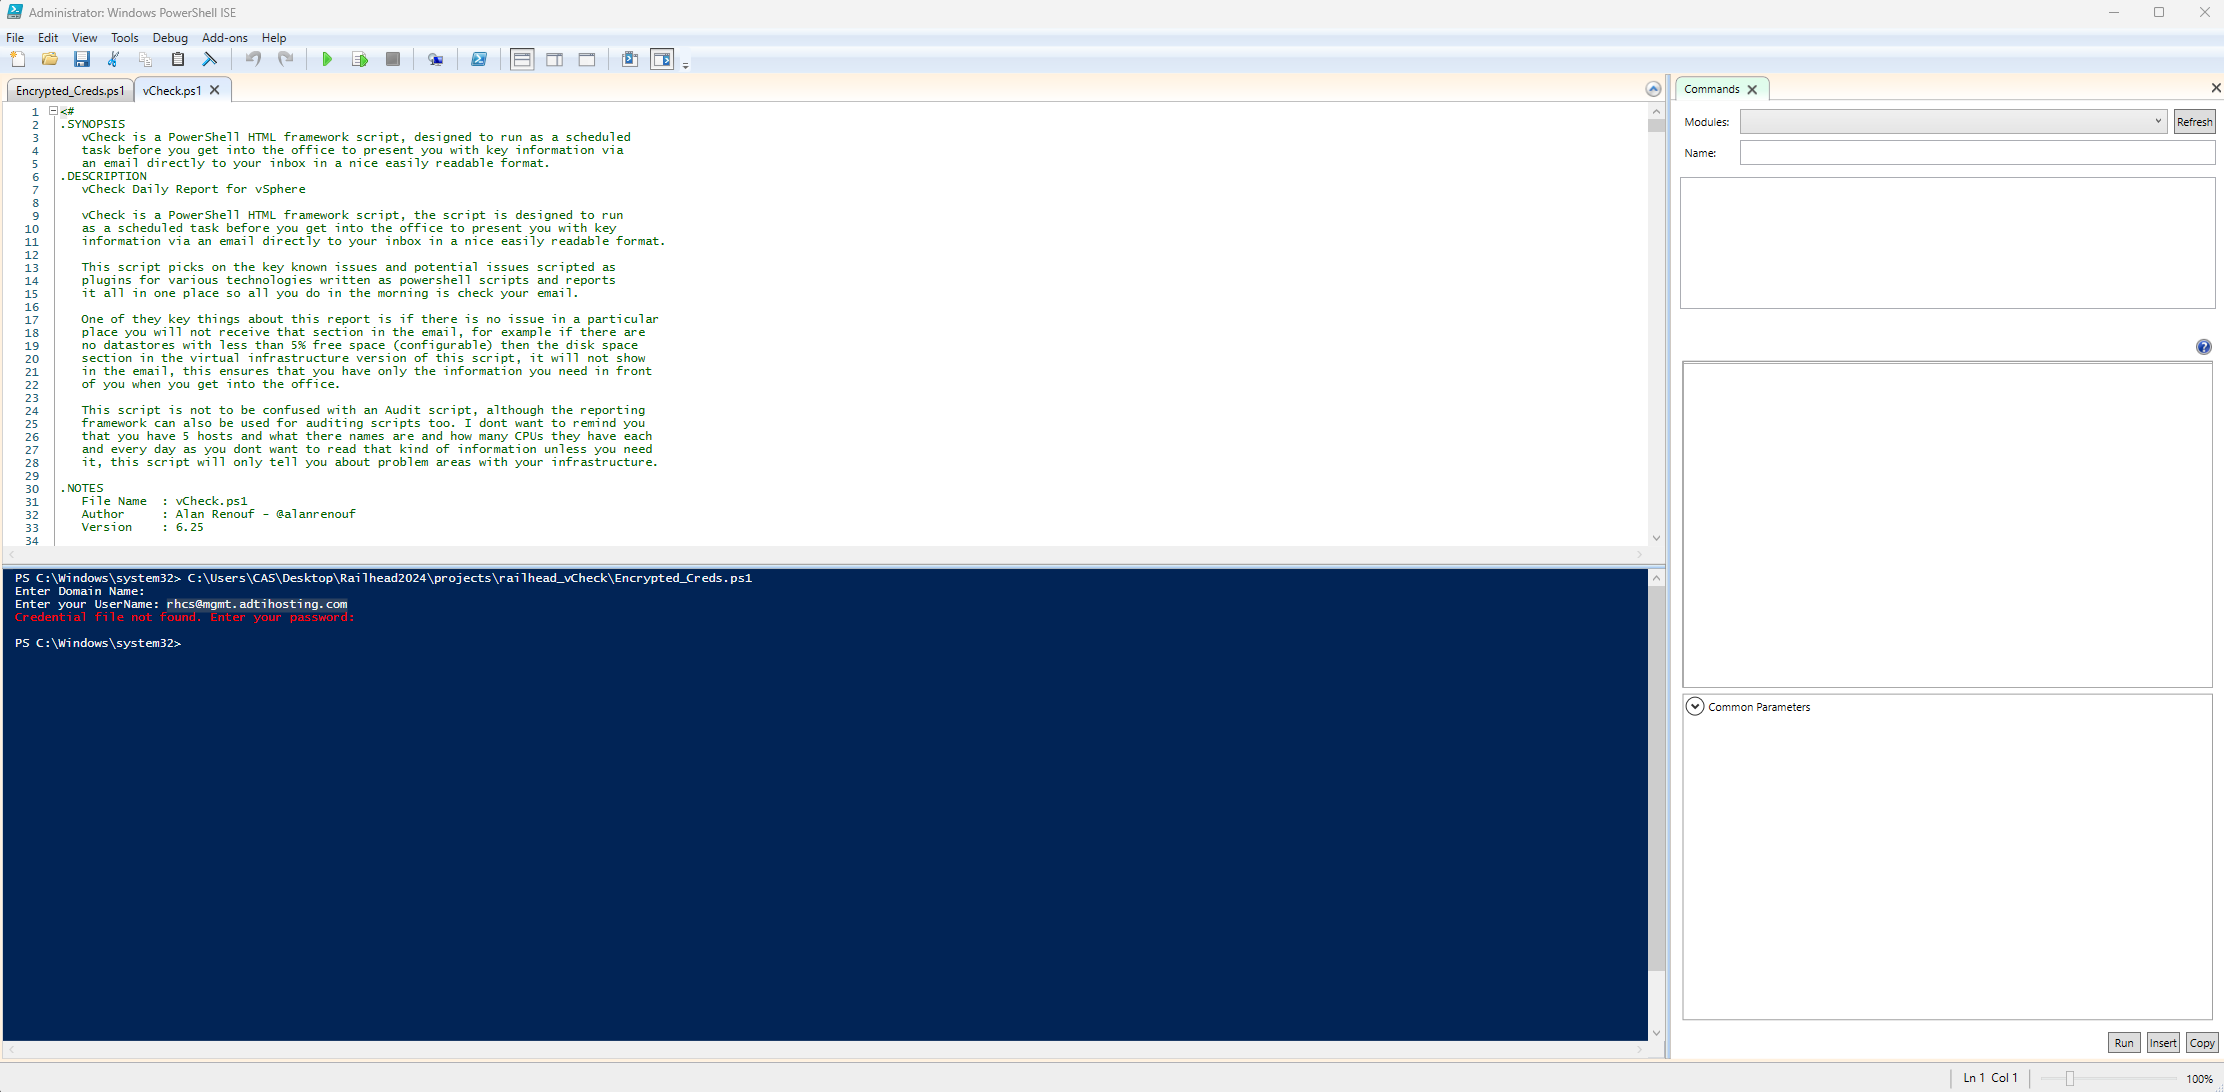 Administrator: Windows PowerShell ISE
File Edit View Tools Debug Add-ons Help
Encrypted_Creds.ps1 vCheck.ps1
1 <#
2 .SYNOPSIS
3 vCheck is a PowerShell HTML framework script, designed to run as a scheduled
4 task before you get into the office to present you with key information via
5 an email directly to your inbox in a nice easily readable format.
6 .DESCRIPTION
7 vCheck Daily Report for vSphere
8
9 vCheck is a PowerShell HTML framework script, the script is designed to run
10 as a scheduled task before you get into the office to present you with key
11 information via an email directly to your inbox in a nice easily readable format.
12
13 This script picks on the key known issues and potential issues scripted as
14 plugins for various technologies written as powershell scripts and reports
15 it all in one place so all you do in the morning is check your email.
16
17 One of they key things about this report is if there is no issue in a particular
18 place you will not receive that section in the email, for example if there are
19 no datastores with less than 5% free space (configurable) then the disk space
20 section in the virtual infrastructure version of this script, it will not show
21 in the email, this ensures that you have only the information you need in front
22 of you when you get into the office.
23
24 This script is not to be confused with an Audit script, although the reporting
25 framework can also be used for auditing scripts too. I dont want to remind you
26 that you have 5 hosts and what there names are and how many CPUs they have each
27 and every day as you dont want to read that kind of information unless you need
28 it, this script will only tell you about problem areas with your infrastructure.
29
30 .NOTES
31 File Name : vCheck.ps1
32 Author : Alan Renouf - @alanrenouf
33 Version : 6.25
34
PS C:\Windows\system32> C:\Users\CAS\Desktop\Railhead2024\projects\railhead_vCheck\Encrypted_Creds.ps1
Enter Domain Name:
Enter your UserName: rhcs@mgmt.adtihosting.com
Credential file not found. Enter your password:
PS C:\Windows\system32>
Commands
Modules:
Refresh
Name:
Common Parameters
Run Insert Copy
Ln 1 Col 1
100%